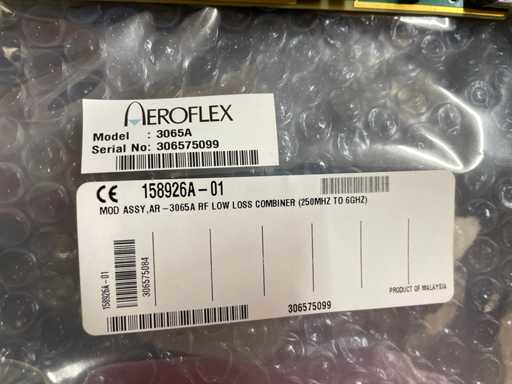 AEROFLEX
Model : 3065A
Serial No: 306575099
CE 158926A-01
MOD ASSY,AR-3065A RF LOW LOSS COMBINER (250MHZ TO 6GHZ)
158926A-01
306575084
306575099
PRODUCT OF MALAYSIA